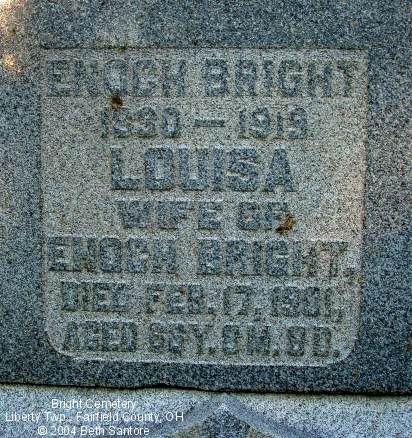 ENOCH BRIGHT
1830 — 1919
LOUISA
WIFE OF
ENOCH BRIGHT.
DIED FEB. 17, 1901,
AGED
Bright Cemetery
Liberty Twp., Fairfield County, OH
© 2004 Beth Santore